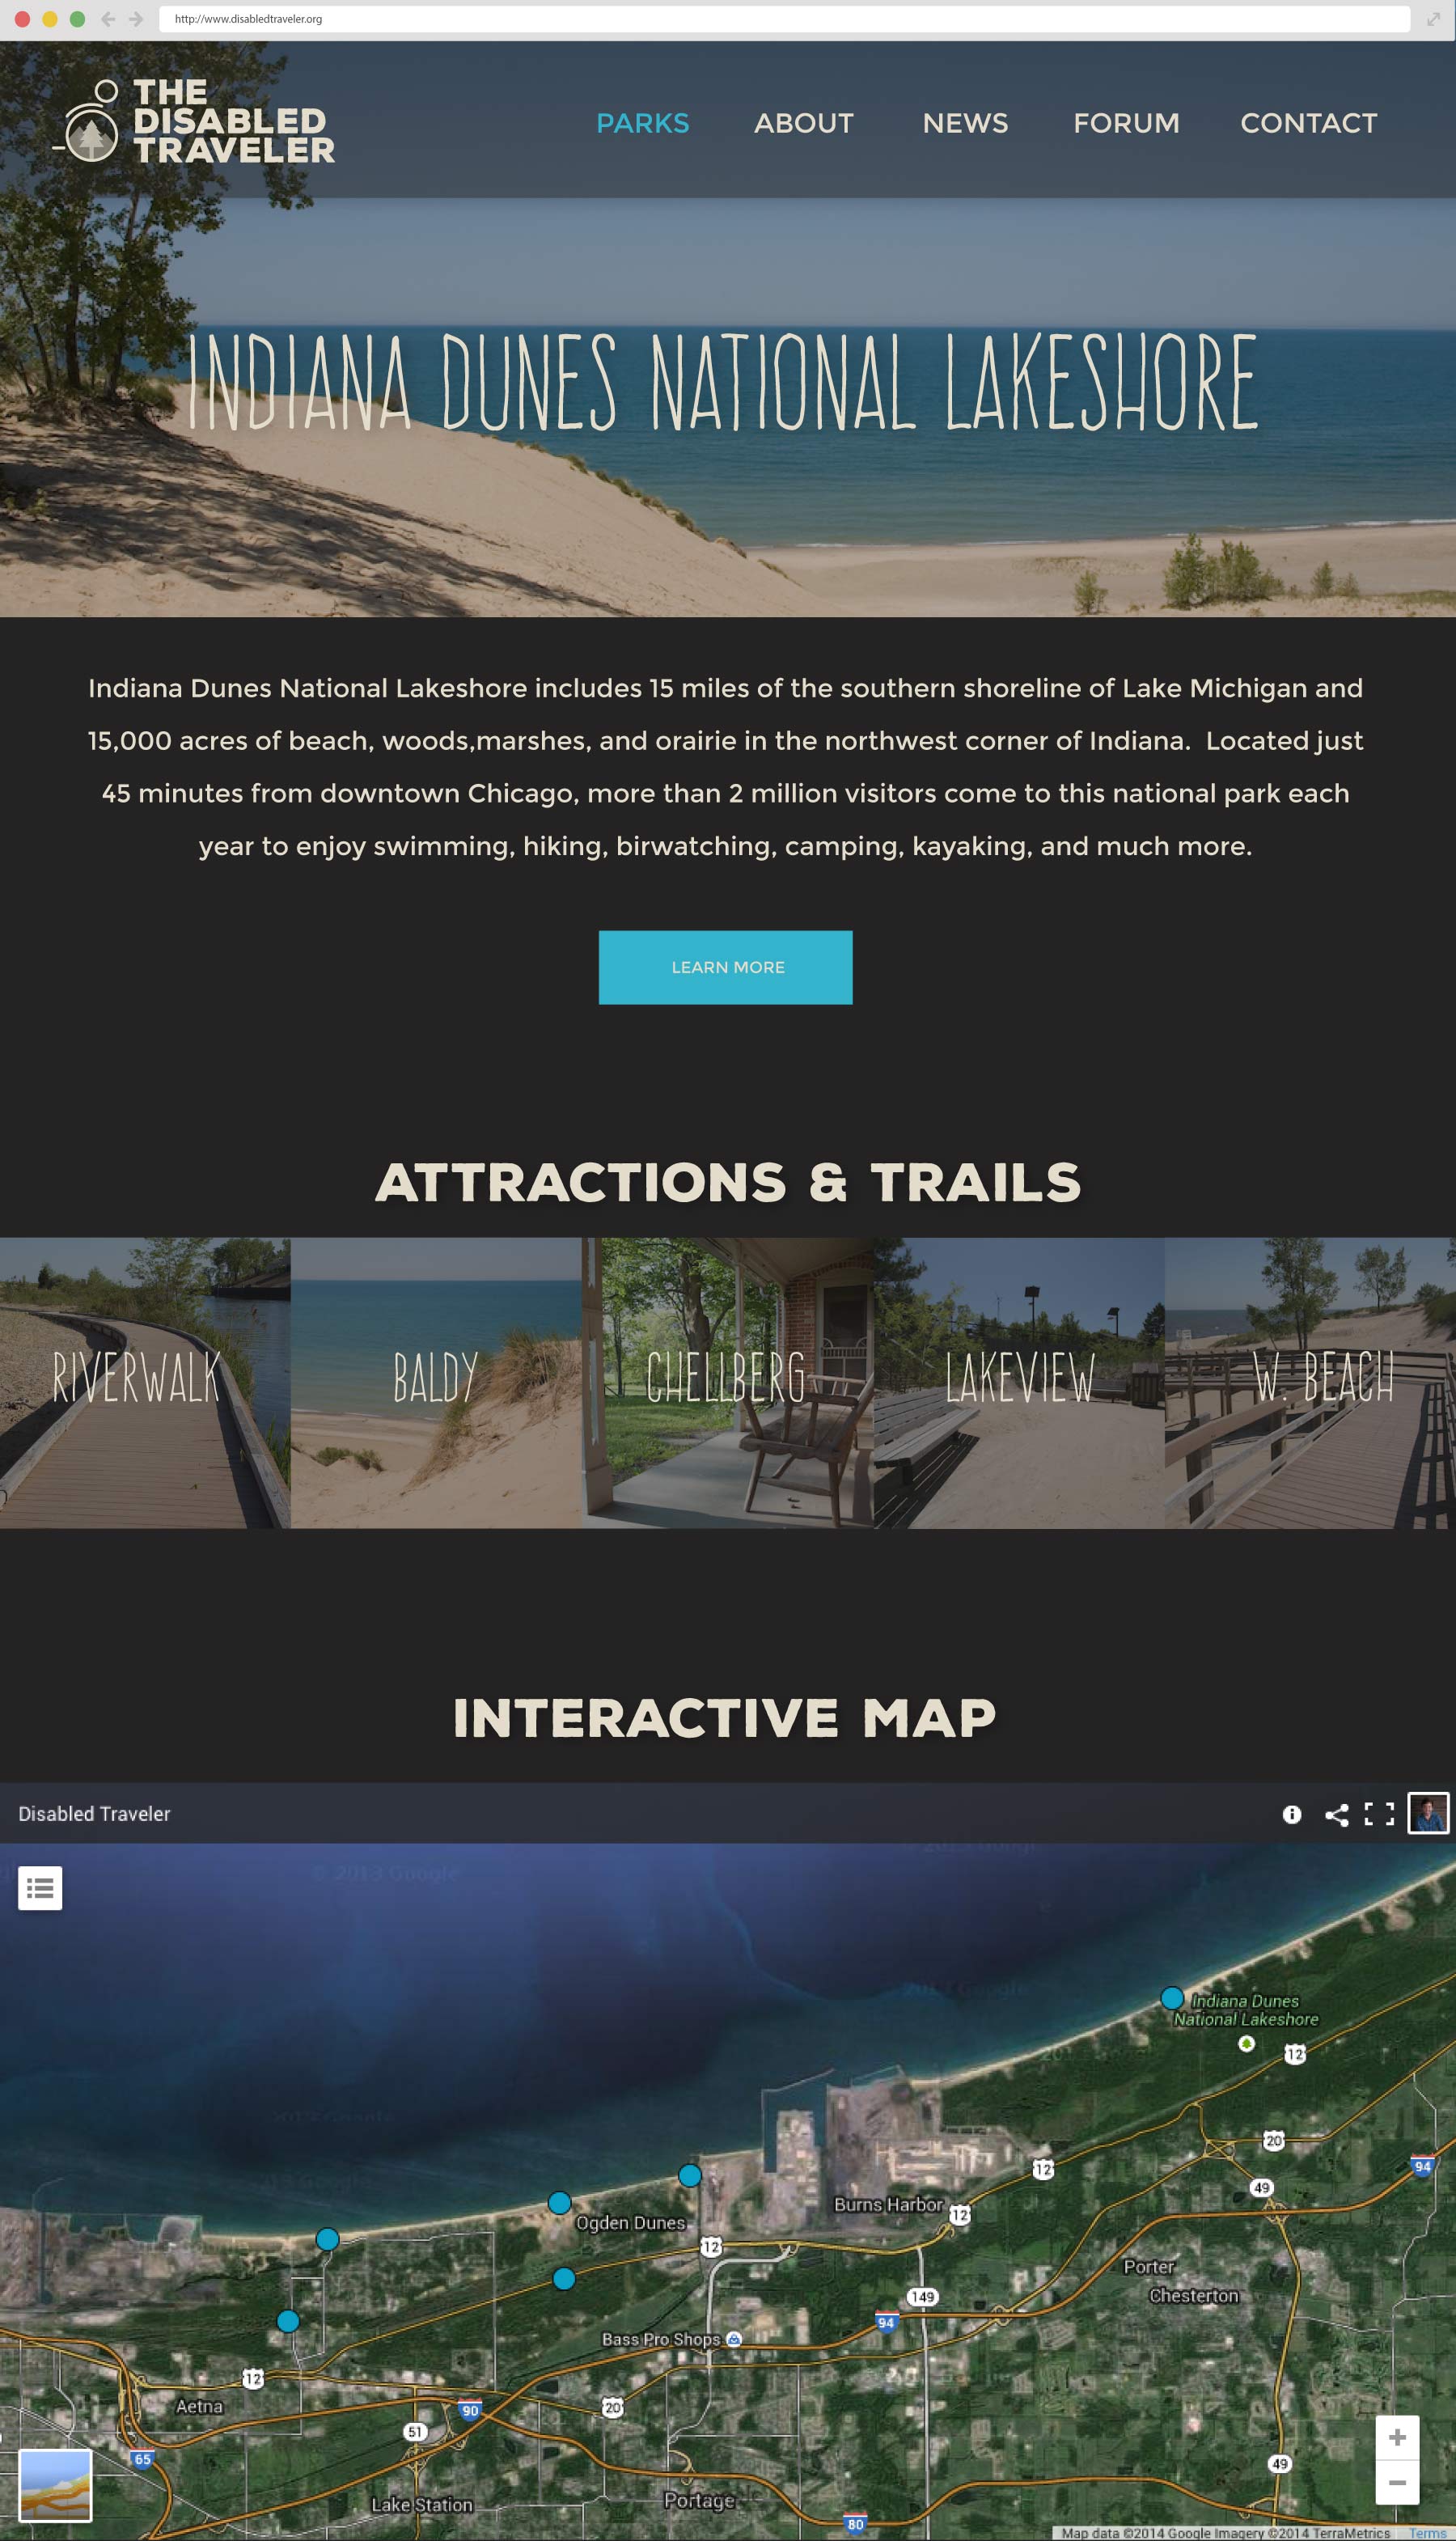 http://www.disabledtraveler.org
THE
DISABLED
TRAVELER
PARKS ABOUT NEWS FORUM CONTACT
INDIANA DUNES NATIONAL LAKESHORE
Indiana Dunes National Lakeshore includes 15 miles of the southern shoreline of Lake Michigan and
15,000 acres of beach, woods,marshes, and orairie in the northwest corner of Indiana.  Located just
45 minutes from downtown Chicago, more than 2 million visitors come to this national park each
year to enjoy swimming, hiking, birwatching, camping, kayaking, and much more.
LEARN MORE
ATTRACTIONS & TRAILS
RIVERWALK BALDY CHELLBERG LAKEVIEW W. BEACH
INTERACTIVE MAP
Disabled Traveler
© 2013 Google
Indiana Dunes
National Lakeshore
12
20
94
12
49
Burns Harbor
12
Ogden Dunes
12
Porter
Chesterton
149
94
Bass Pro Shops
12
Aetna
20
90
51
65
49
Lake Station
Portage
80
Map data ©2014 Google Imagery ©2014 TerraMetrics Terms